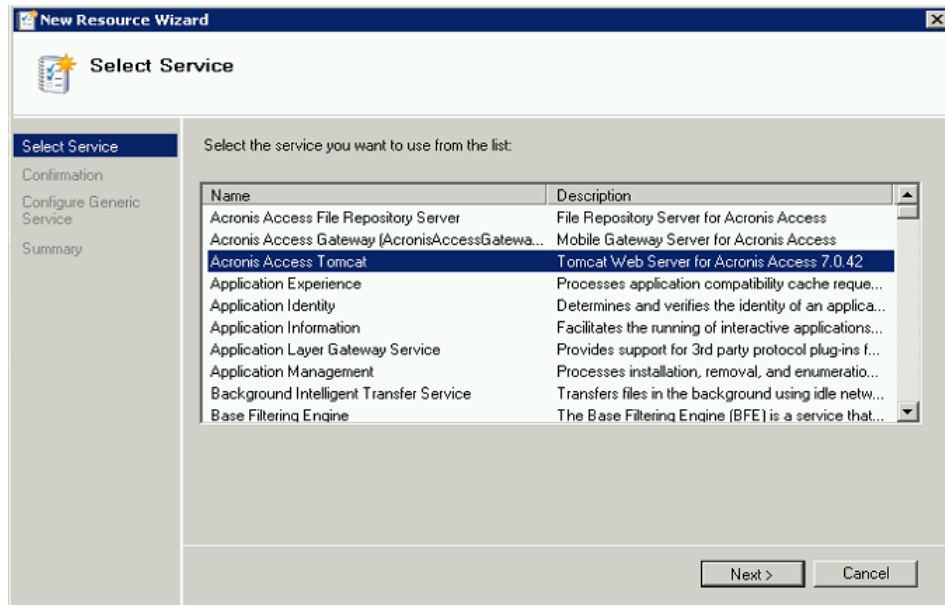 New Resource Wizard
Select Service
Select Service
Confirmation
Configure Generic
Service
Summary
Select the service you want to use from the list:
Name Description
Acronis Access File Repository Server File Repository Server for Acronis Access
Acronis Access Gateway (AcronisAccessGatewa... Mobile Gateway Server for Acronis Access
Acronis Access Tomcat Tomcat Web Server for Acronis Access 7.0.42
Application Experience Processes application compatibility cache reque...
Application Identity Determines and verifies the identity of an applica...
Application Information Facilitates the running of interactive applications...
Application Layer Gateway Service Provides support for 3rd party protocol plug-ins f...
Application Management Processes installation, removal, and enumeratio...
Background Intelligent Transfer Service Transfers files in the background using idle netw...
Base Filtering Engine The Base Filtering Engine (BFE) is a service that...
Next > Cancel